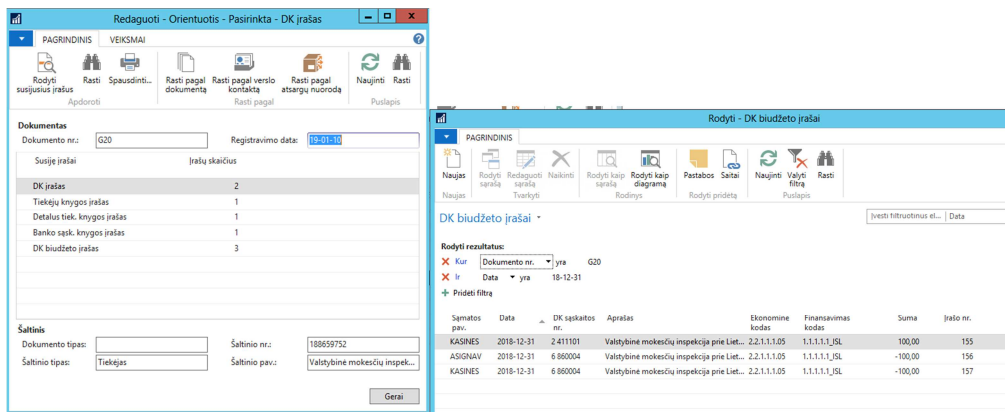 Redaguoti - Orientuotis - Pasirinkta - DK įrašas
PAGRINDINIS VEIKSMAI
Rodyti susijusius įrašus
Rasti
Spausdinti...
Rasti pagal dokumentą
Rasti pagal verslo kontaktą
Rasti pagal atsargų nuorodą
Naujinti
Rasti
Apdoroti Rasti pagal Puslapis
Dokumentas
Dokumento nr.: G20 Registravimo data: 19-01-10
Susiję įrašai Įrašų skaičius
DK įrašas 2
Tiekėjų knygos įrašas 1
Detalus tiek. knygos įrašas 1
Banko sąsk. knygos įrašas 1
DK biudžeto įrašas 3
Šaltinis
Dokumento tipas: Šaltinio nr.: 188659752
Šaltinio tipas: Tiekėjas Šaltinio pav.: Valstybinė mokesčių inspek...
Gerai
Rodyti - DK biudžeto įrašai
PAGRINDINIS
Naujas
Rodyti sąrašą
Redaguoti sąrašą
Naikinti
Rodyti kaip sąrašą
Rodyti kaip diagramą
Pastabos
Saitai
Naujinti
Valyti filtrą
Rasti
Naujas Tvarkyti Rodinys Rodyti pridėtą Puslapis
DK biudžeto įrašai
Įvesti filtruotinus el... Data
Rodyti rezultatus:
Kur Dokumento nr. yra G20
Ir Data yra 18-12-31
Pridėti filtrą
Sąmatos pav. Data DK sąskaitos nr. Aprašas Ekonomine kodas Finansavimas kodas Suma Įrašo nr.
KASINES 2018-12-31 2 411101 Valstybinė mokesčių inspekcija prie Liet... 2.2.1.1.1.05 1.1.1.1.1_ISL 100,00 155
ASIGNAV 2018-12-31 6 860004 Valstybinė mokesčių inspekcija prie Liet... 2.2.1.1.1.05 1.1.1.1.1_ISL -100,00 156
KASINES 2018-12-31 6 860004 Valstybinė mokesčių inspekcija prie Liet... 2.2.1.1.1.05 1.1.1.1.1_ISL -100,00 157